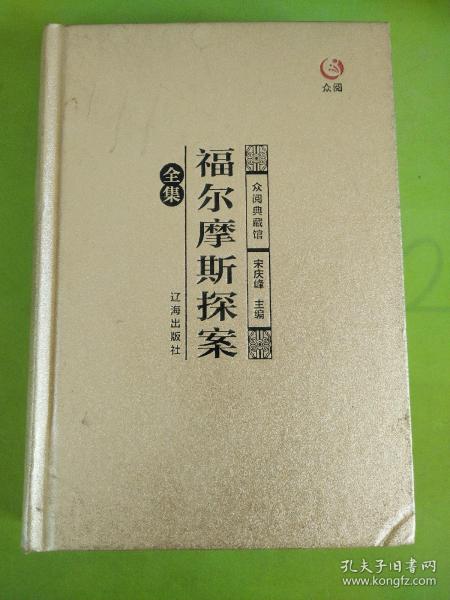 众阅
众阅典藏馆
宋庆峰 主编
福尔摩斯探案
全集
辽海出版社
孔夫子旧书网
www.kongfz.com